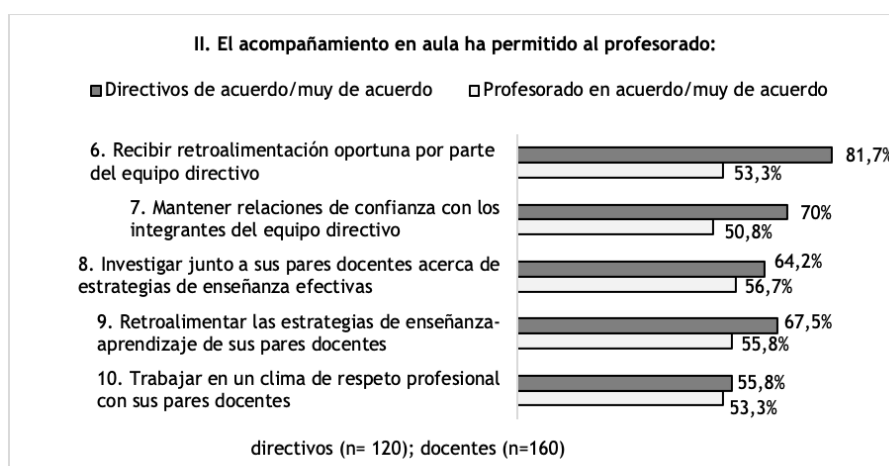 II. El acompañamiento en aula ha permitido al profesorado:
Directivos de acuerdo/muy de acuerdo
Profesorado en acuerdo/muy de acuerdo
6. Recibir retroalimentación oportuna por parte
del equipo directivo
81,7%
53,3%
7. Mantener relaciones de confianza con los
integrantes del equipo directivo
70%
50,8%
8. Investigar junto a sus pares docentes acerca de
estrategias de enseñanza efectivas
64,2%
56,7%
9. Retroalimentar las estrategias de enseñanza-
aprendizaje de sus pares docentes
67,5%
55,8%
10. Trabajar en un clima de respeto profesional
con sus pares docentes
55,8%
53,3%
directivos (n= 120); docentes (n=160)